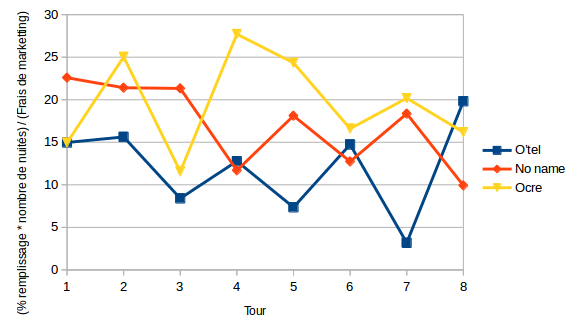 (% remplissage * nombre de nuités) / (Frais de marketting)
30
25
20
15
10
5
0
1 2 3 4 5 6 7 8
Tour
O'tel
No name
Ocre